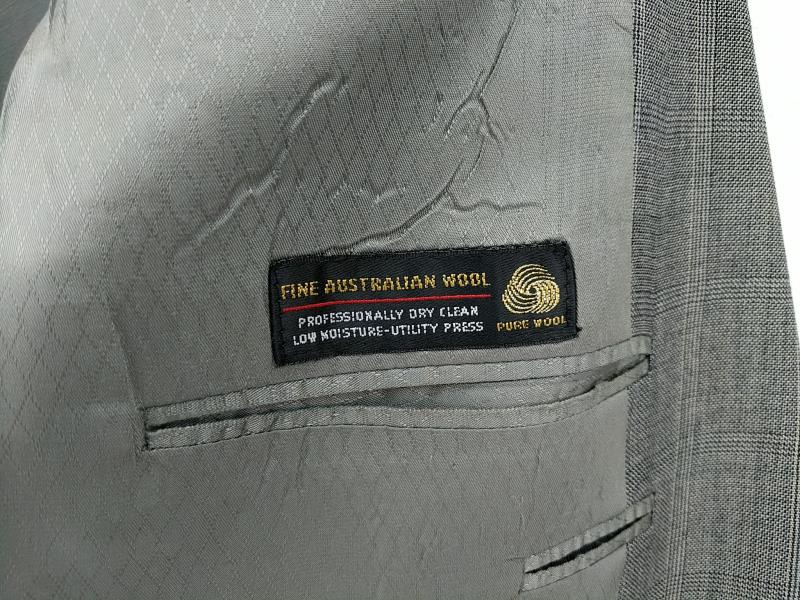 FINE AUSTRALIAN WOOL
PROFESSIONALLY DRY CLEAN
LOW MOISTURE-UTILITY PRESS
PURE WOOL